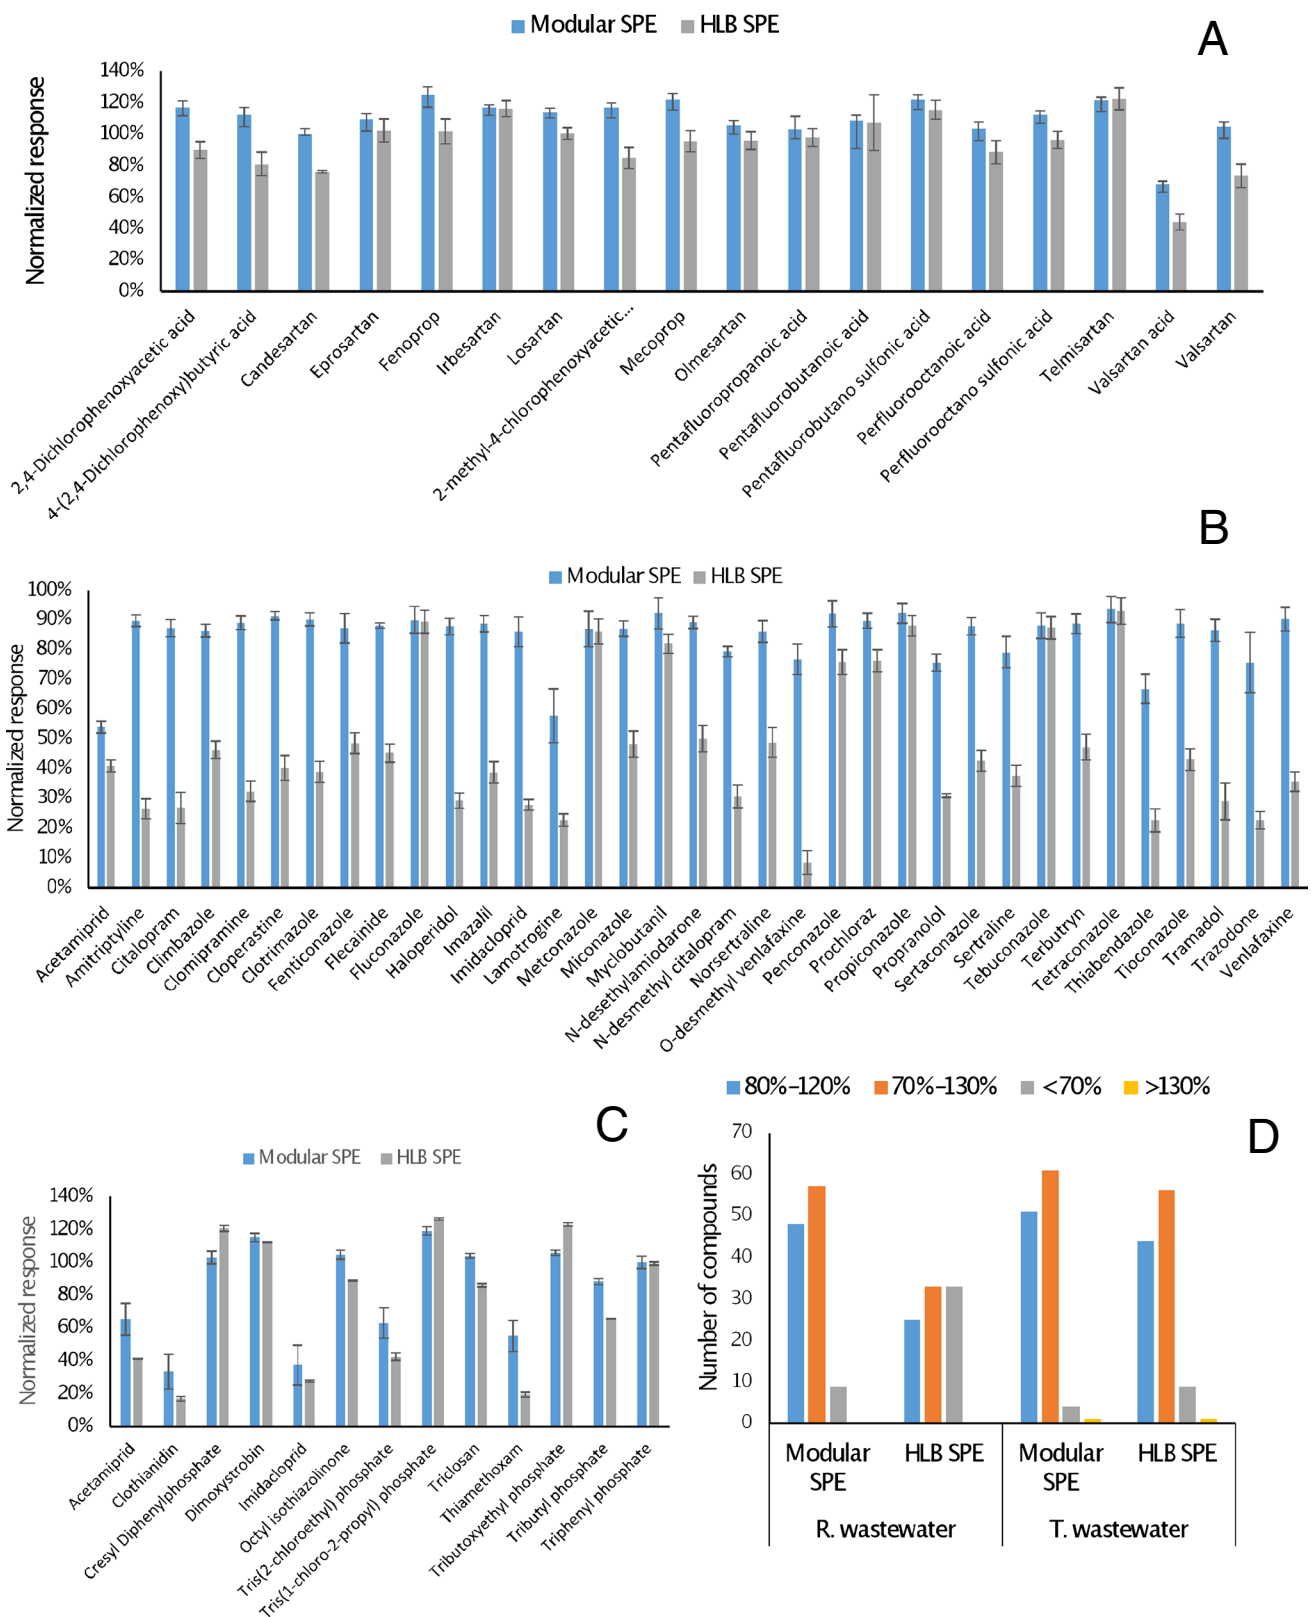 Modular SPE HLB SPE
A
Normalized response
140%
120%
100%
80%
60%
40%
20%
0%
2,4-Dichlorophenoxyacetic acid
4-(2,4-Dichlorophenoxy)butyric acid
Candesartan
Eprosartan
Fenoprop
Irbesartan
Losartan
2-methyl-4-chlorophenoxyacetic...
Mecoprop
Olmesartan
Pentafluoropropanoic acid
Pentafluorobutanoic acid
Pentafluorobutano sulfonic acid
Perfluorooctanoic acid
Perfluorooctano sulfonic acid
Telmisartan
Valsartan acid
Valsartan
B
Modular SPE HLB SPE
Normalized response
100%
90%
80%
70%
60%
50%
40%
30%
20%
10%
0%
Acetamiprid
Amitriptyline
Citalopram
Climbazole
Clomipramine
Cloperastine
Clotrimazole
Fenticonazole
Flecainide
Fluconazole
Haloperidol
Imazalil
Imidacloprid
Lamotrogine
Metconazole
Miconazole
Myclobutanil
N-desethylamiodarone
N-desmethyl citalopram
Norsertraline
O-desmethyl venlafaxine
Penconazole
Prochloraz
Propiconazole
Propranolol
Sertaconazole
Sertraline
Tebuconazole
Terbutryn
Tetraconazole
Thiabendazole
Tioconazole
Tramadol
Trazodone
Venlafaxine
C
Modular SPE HLB SPE
Normalized response
140%
120%
100%
80%
60%
40%
20%
0%
Acetamiprid
Clothianidin
Cresyl Diphenylphosphate
Dimoxystrobin
Imidacloprid
Octyl isothiazolinone
Tris(2-chloroethyl) phosphate
Tris(1-chloro-2-propyl) phosphate
Triclosan
Thiamethoxam
Tributoxyethyl phosphate
Tributyl phosphate
Triphenyl phosphate
80%-120% 70%-130% <70% >130%
D
Number of compounds
70
60
50
40
30
20
10
0
Modular
SPE
HLB SPE
Modular
SPE
HLB SPE
R. wastewater
T. wastewater